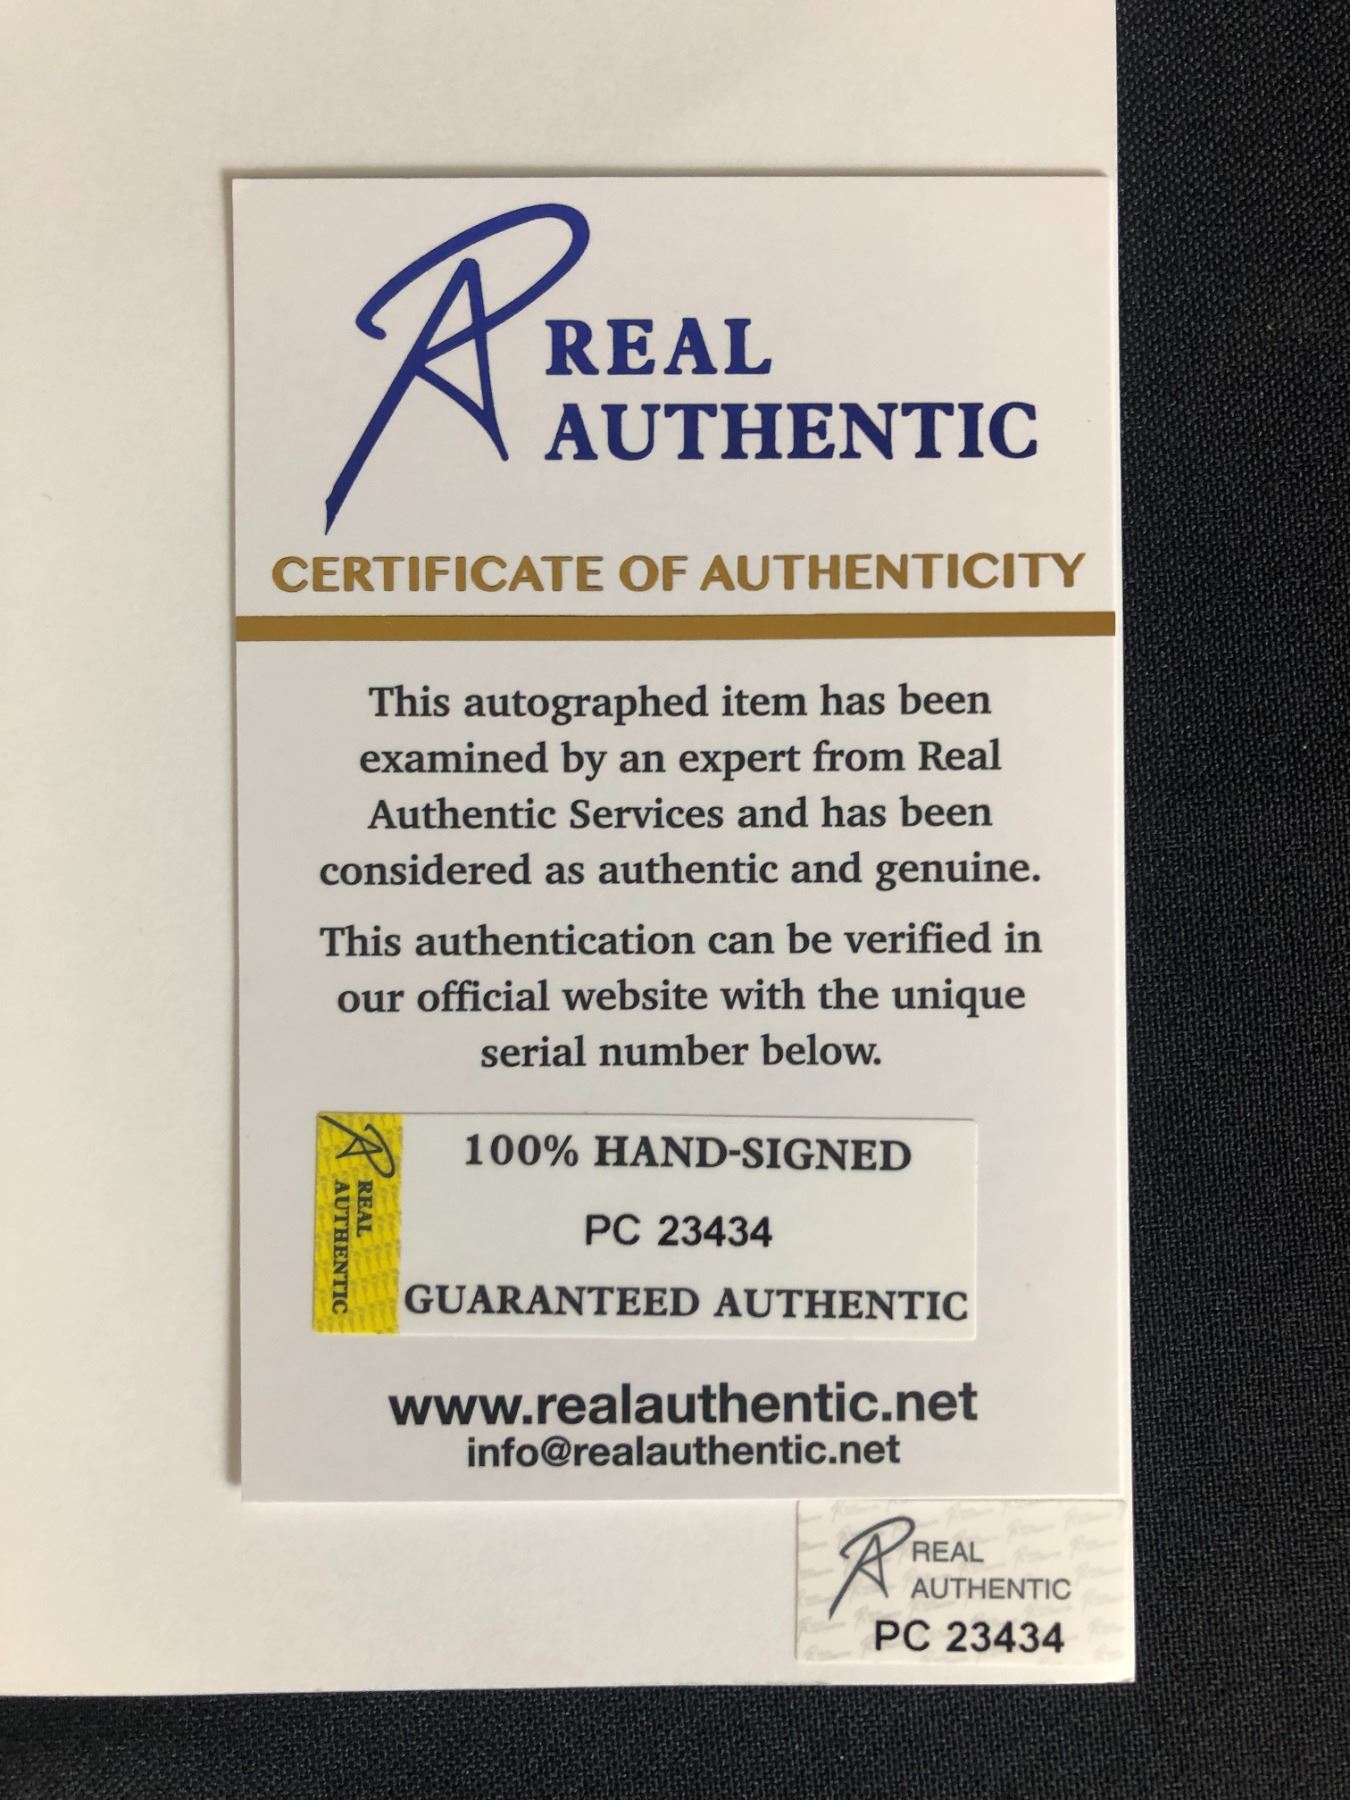 REAL
AUTHENTIC
CERTIFICATE OF AUTHENTICITY
This autographed item has been
examined by an expert from Real
Authentic Services and has been
considered as authentic and genuine.
This authentication can be verified in
our official website with the unique
serial number below.
REAL
AUTHENTIC
100% HAND-SIGNED
PC 23434
GUARANTEED AUTHENTIC
www.realauthentic.net
info@realauthentic.net
REAL
AUTHENTIC
PC 23434